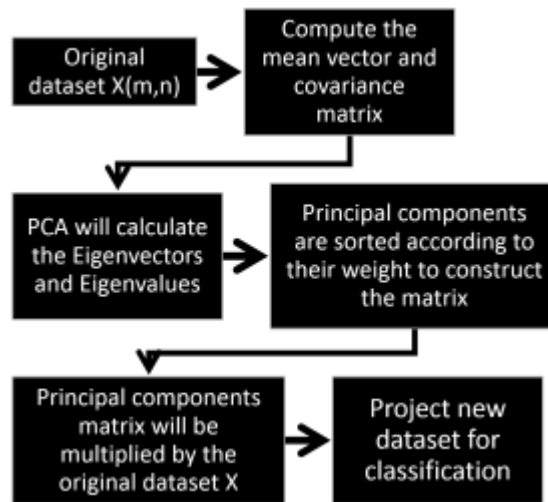 Original
dataset X(m,n)
Compute the
mean vector and
covariance
matrix
PCA will calculate
the Eigenvectors
and Eigenvalues
Principal components
are sorted according to
their weight to construct
the matrix
Principal components
matrix will be
multiplied by the
original dataset X
Project new
dataset for
classification